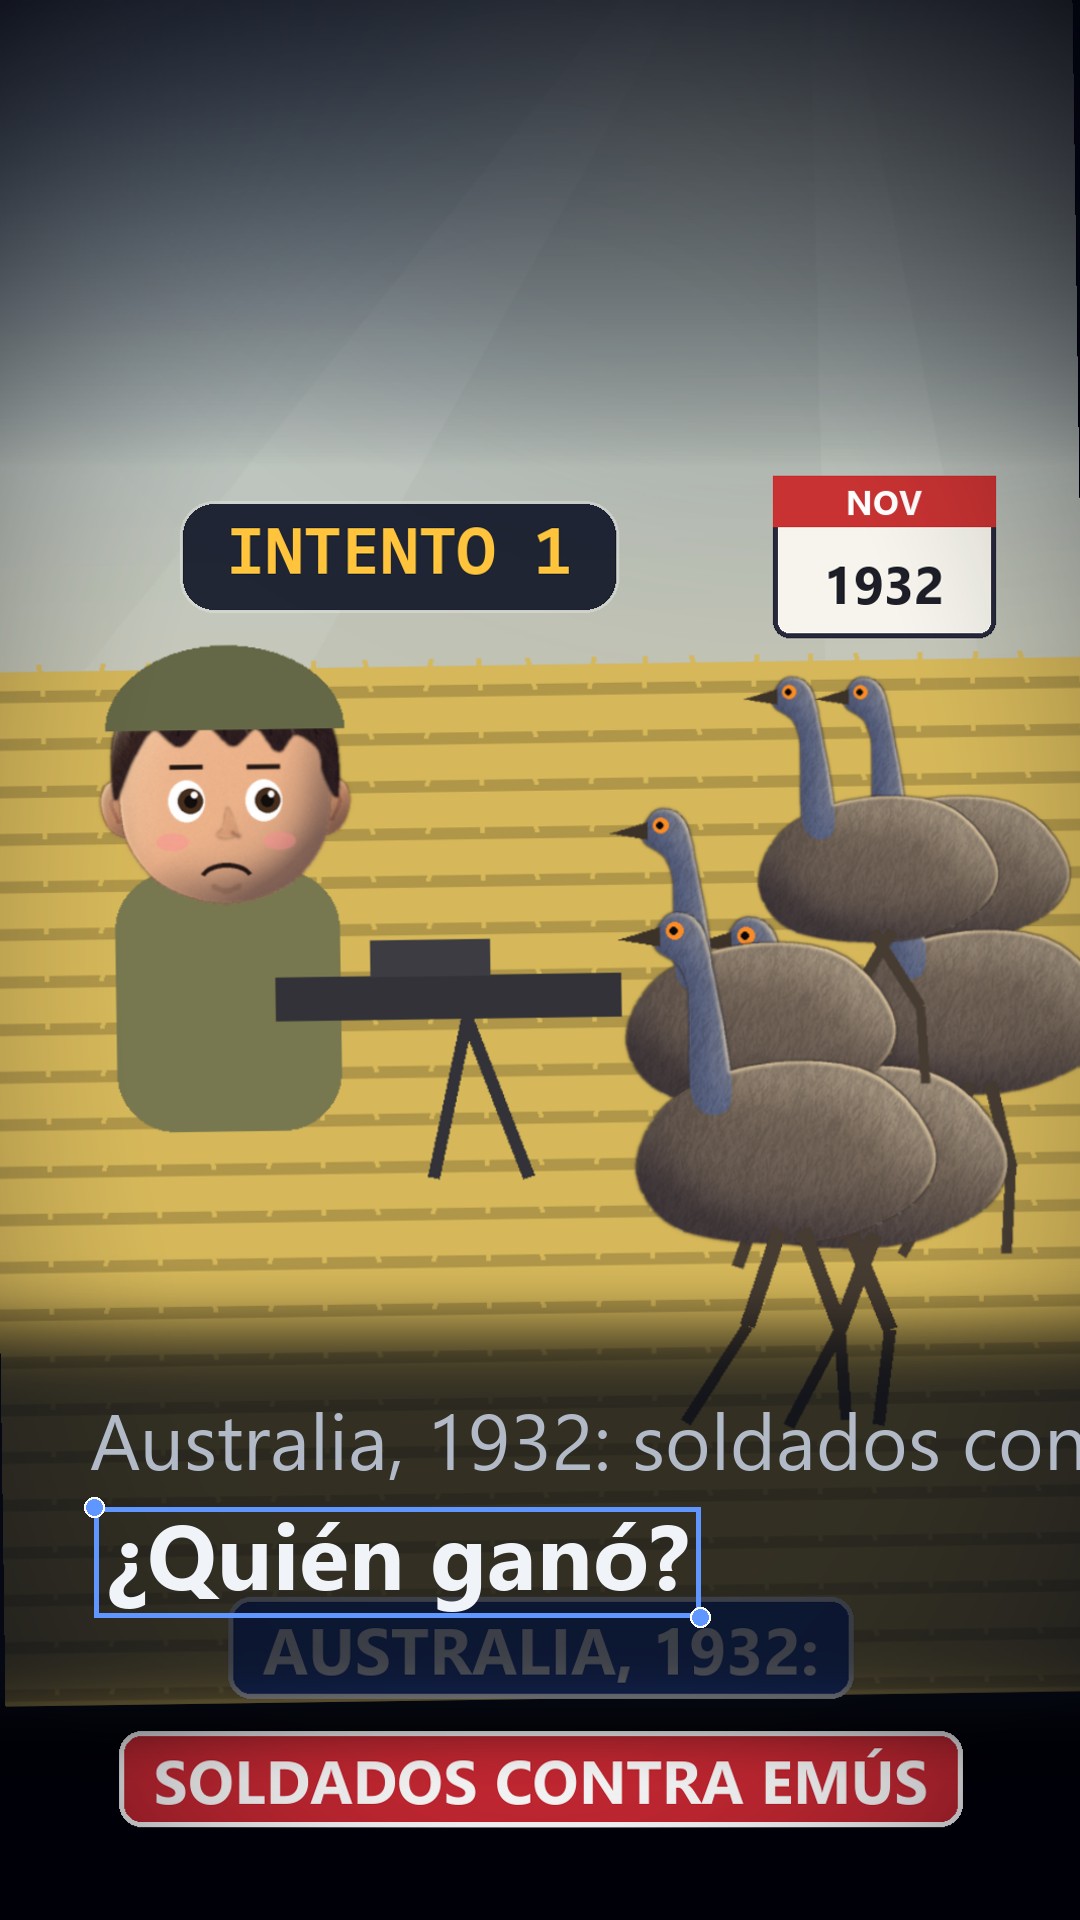 NOV
INTENTO 1
1932
Australia, 1932: soldados con
¿Quién ganó?
AUSTRALIA, 1932:
SOLDADOS CONTRA EMÚS